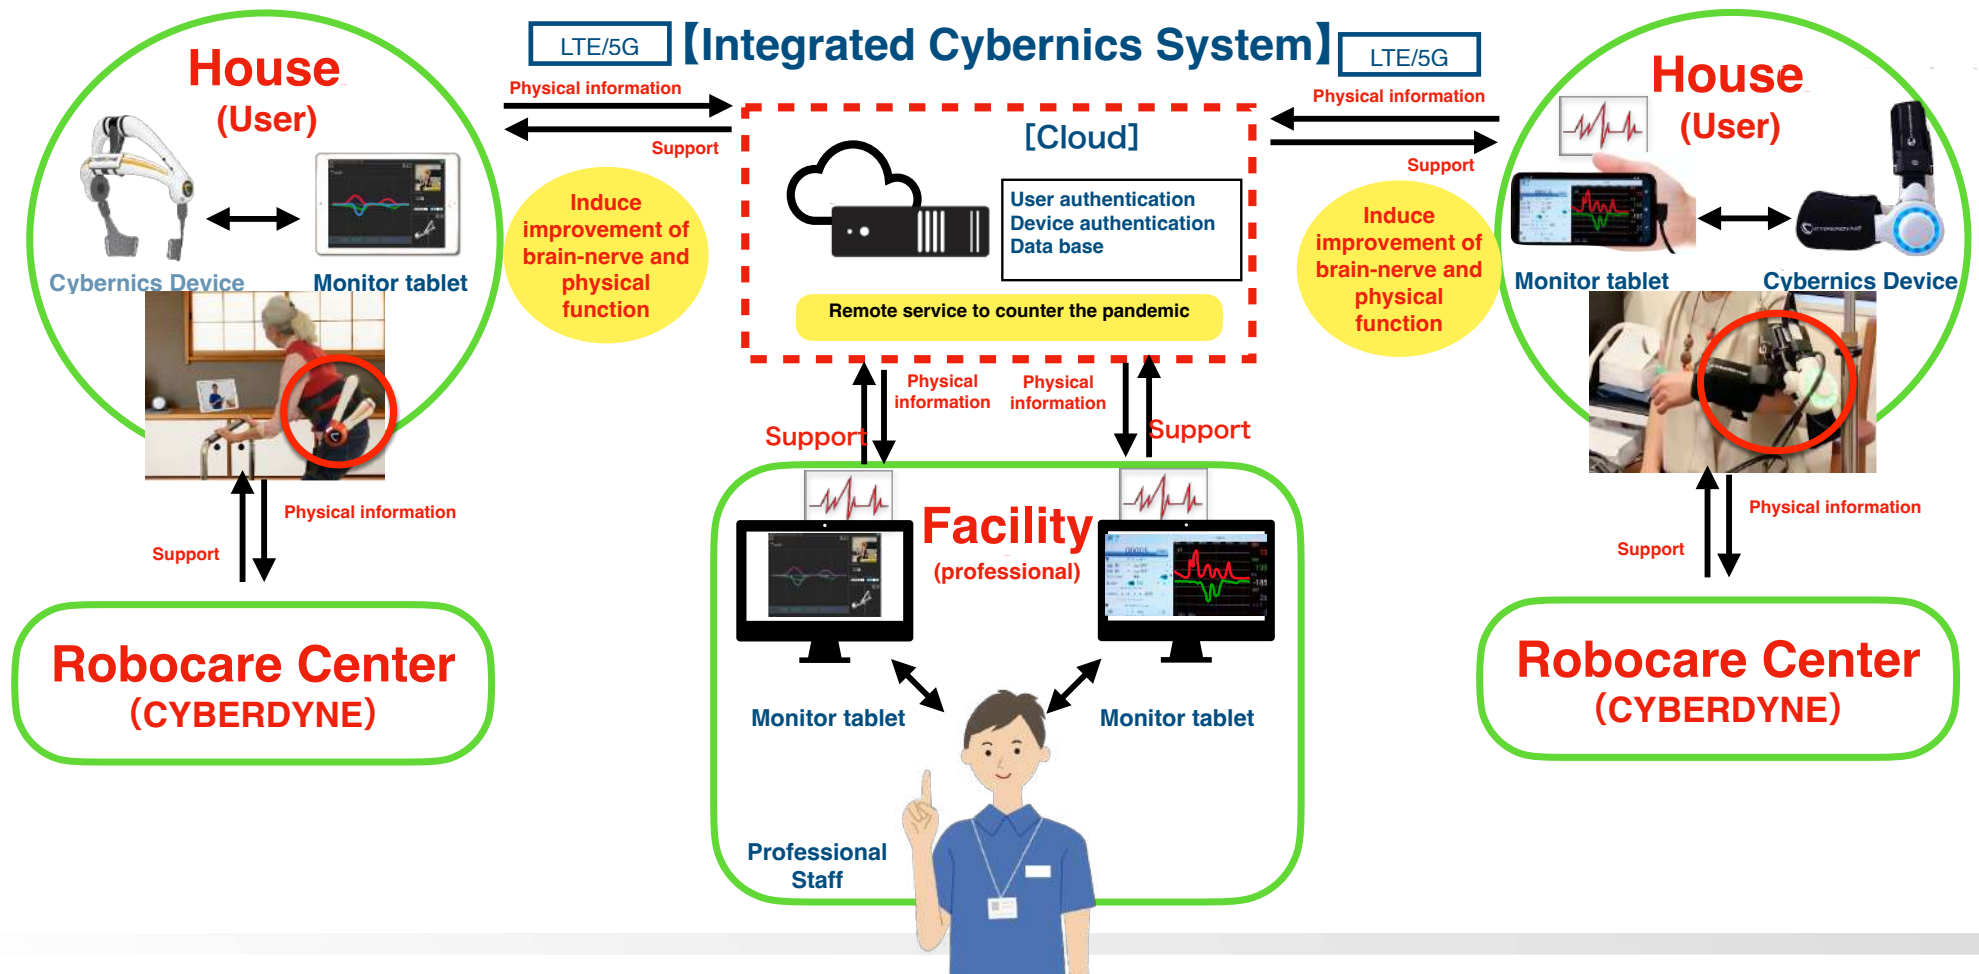 LTE/5G
【Integrated Cybernics System】
LTE/5G
House
(User)
Cybernics Device
Monitor tablet
Physical information
Support
Induce
improvement of
brain-nerve and
physical
function
[Cloud]
User authentication
Device authentication
Data base
Remote service to counter the pandemic
Physical information
Support
Induce
improvement of
brain-nerve and
physical
function
House
(User)
Monitor tablet
Cybernics Device
Physical
information
Physical
information
Support
Support
Physical information
Support
Robocare Center
(CYBERDYNE)
Facility
(professional)
Monitor tablet
Monitor tablet
Professional
Staff
Physical information
Support
Robocare Center
(CYBERDYNE)